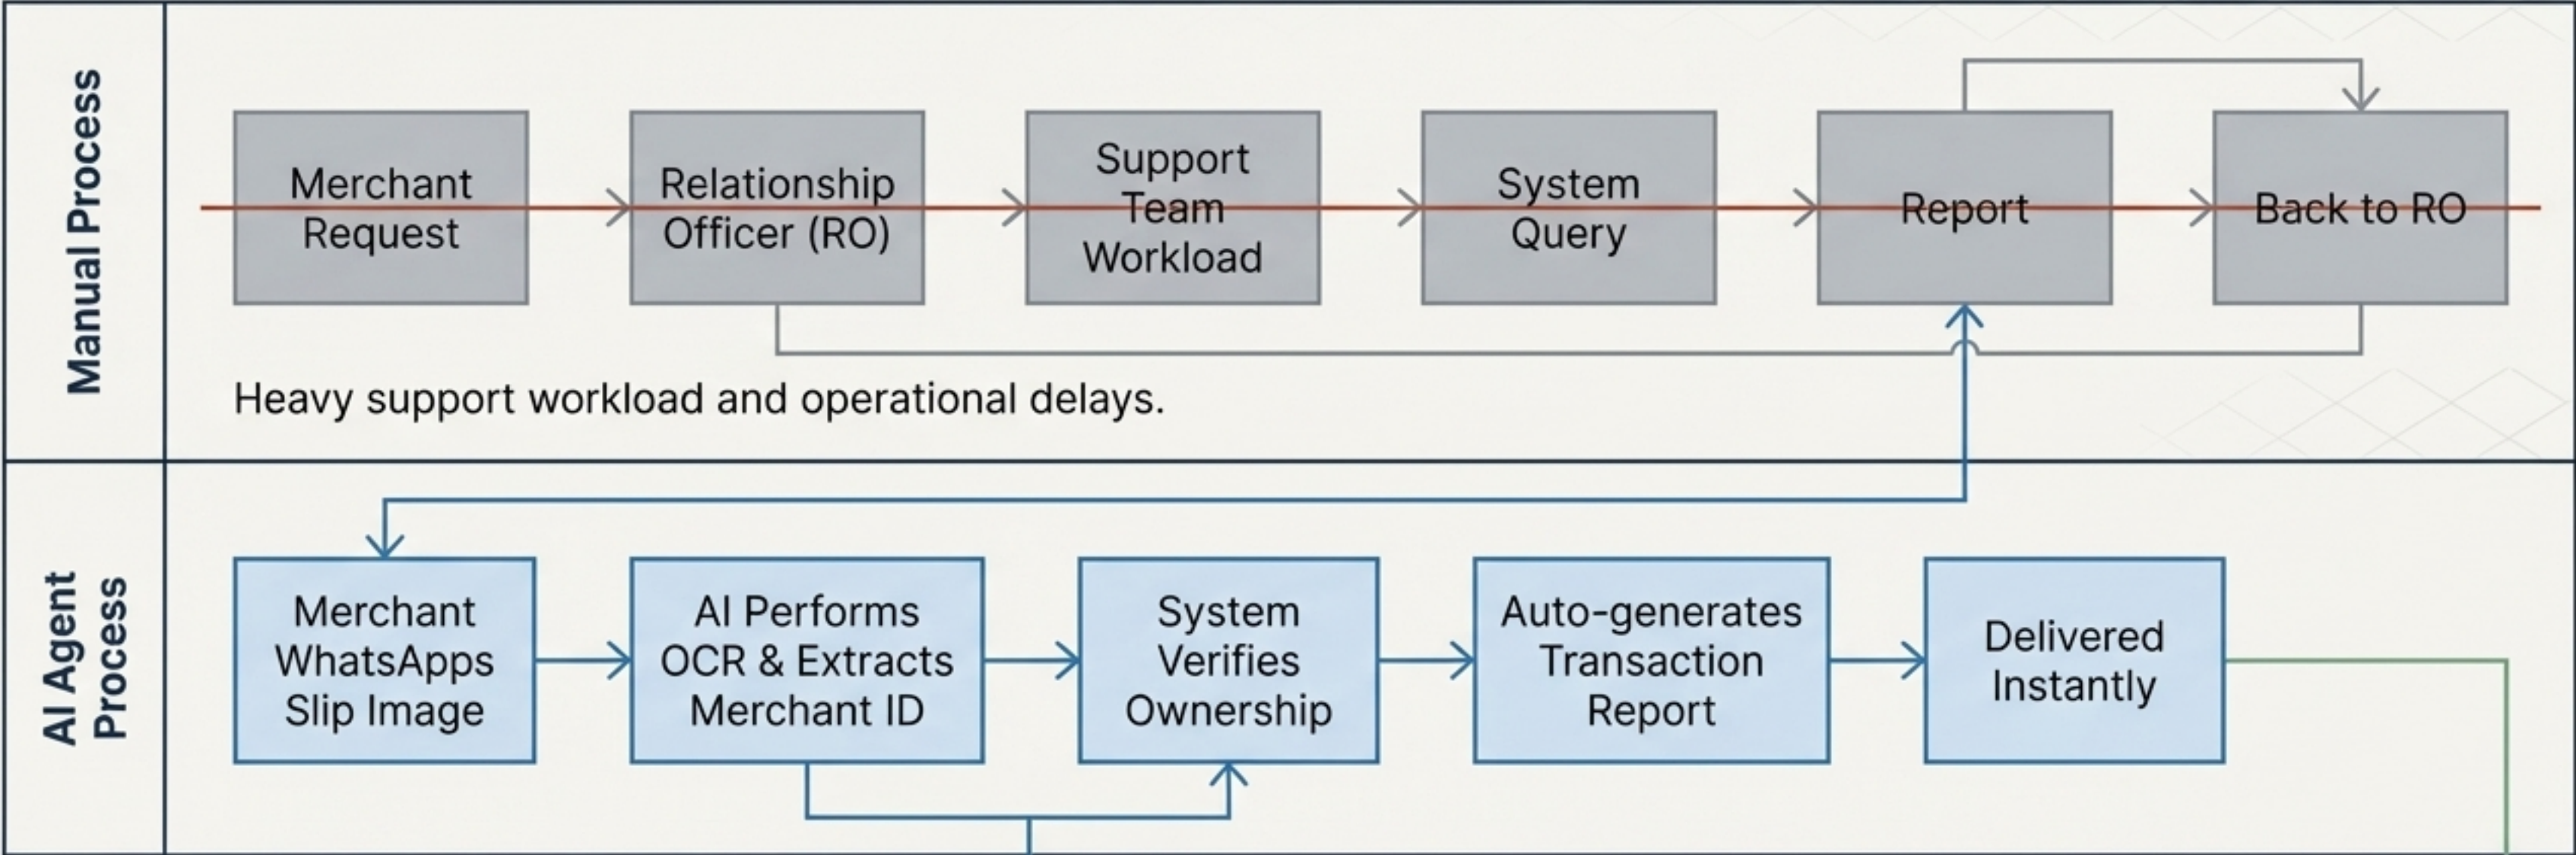 Manual Process
Merchant
Request
Relationship
Officer (RO)
Support
Team
Workload
System
Query
Report
Back to RO
Heavy support workload and operational delays.
AI Agent
Process
Merchant
WhatsApps
Slip Image
AI Performs
OCR & Extracts
Merchant ID
System
Verifies
Ownership
Auto-generates
Transaction
Report
Delivered
Instantly